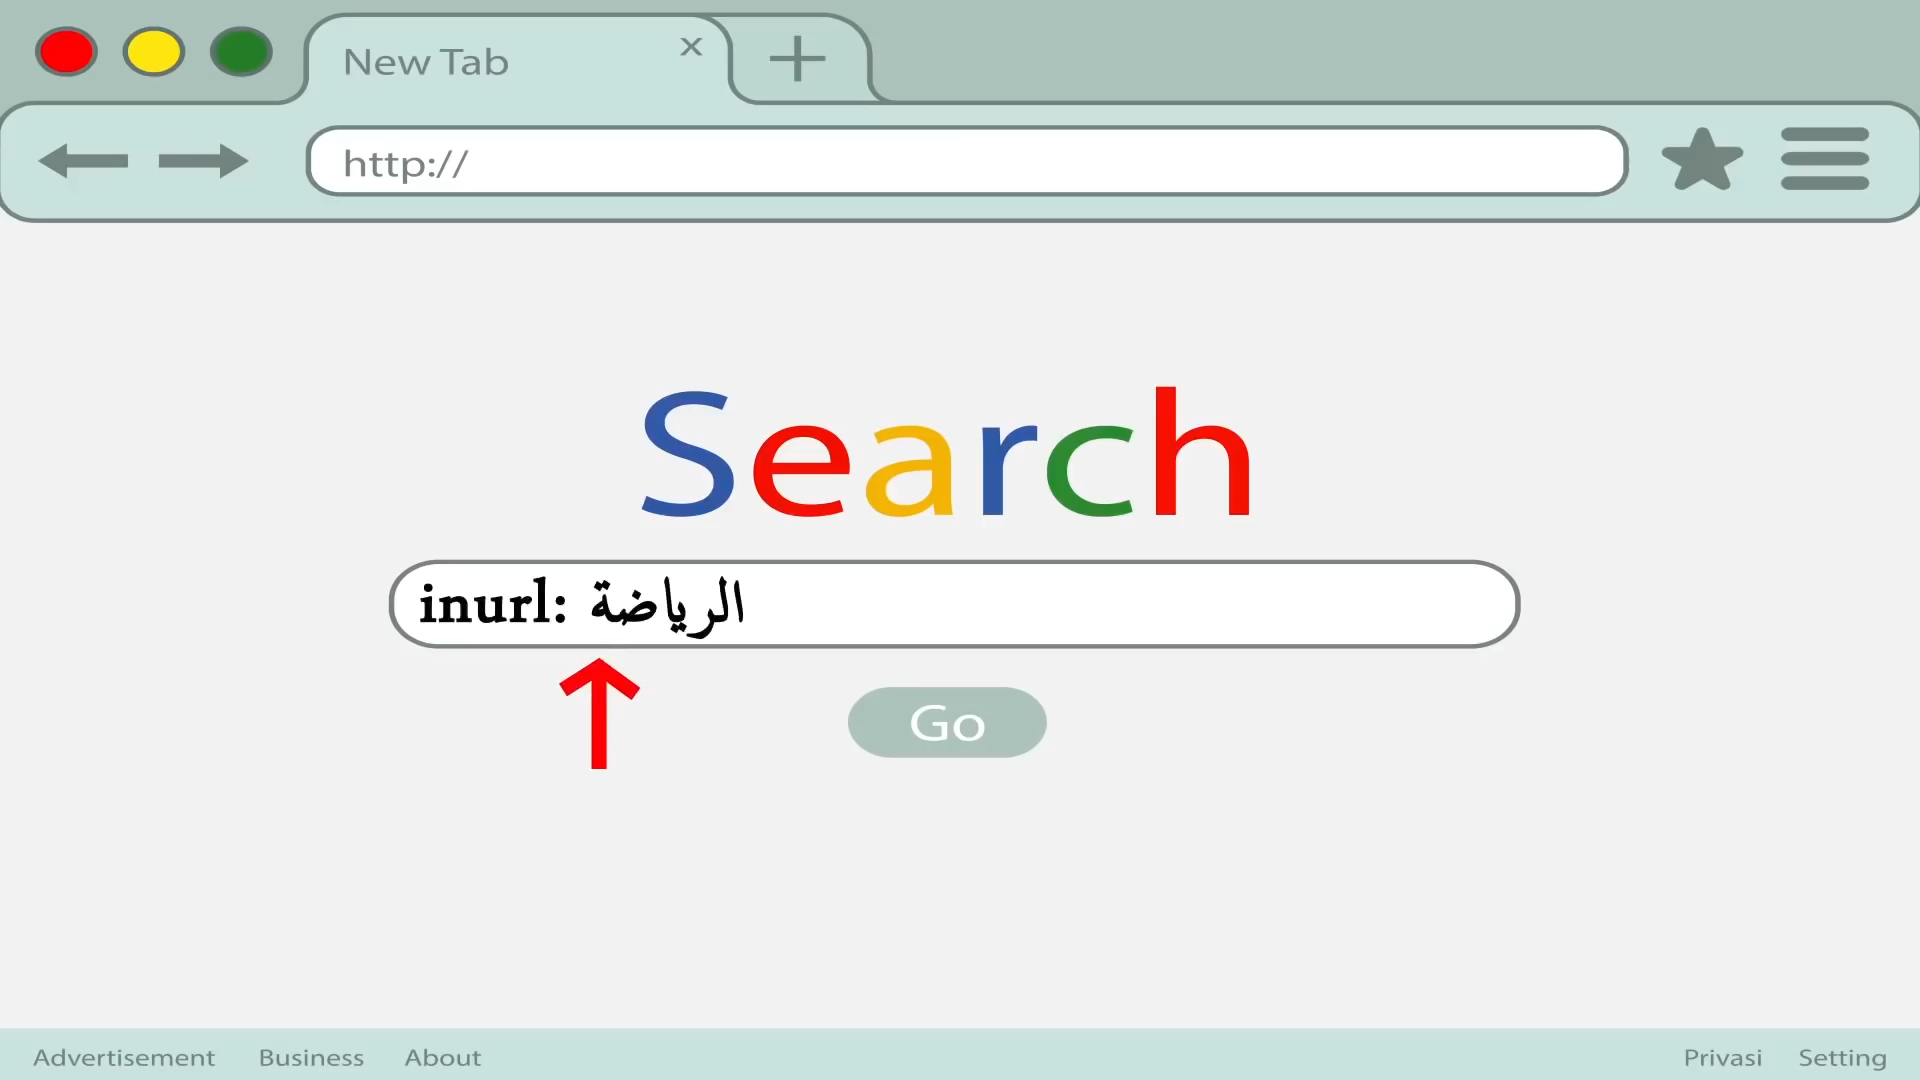 New Tab
x
http://
Search
inurl: الرياضة
Go
Advertisement Business About
Privasi Setting